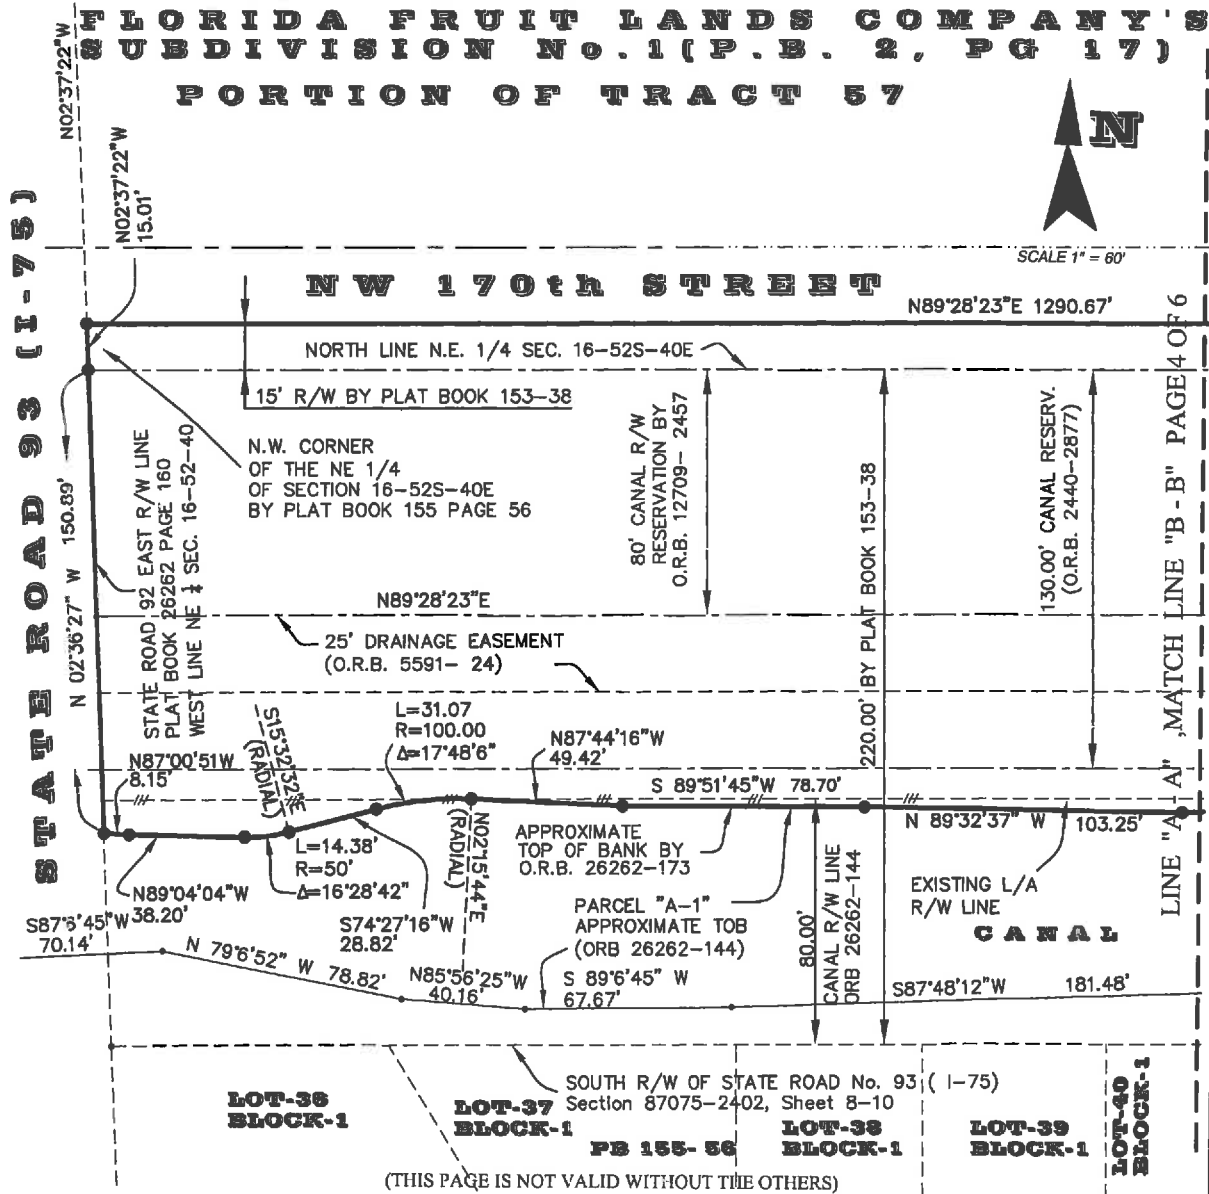 FLORIDA FRUIT LANDS COMPANY'S
SUBDIVISION No.1(P.B. 2, PG 17)
PORTION OF TRACT 57
N02°37'22"W
N02°37'22"W
15.01'
N
SCALE 1" = 60'
NW 170th STREET
N89°28'23"E 1290.67'
NORTH LINE N.E. 1/4 SEC. 16-52S-40E
15' R/W BY PLAT BOOK 153-38
N.W. CORNER
OF THE NE 1/4
OF SECTION 16-52S-40E
BY PLAT BOOK 155 PAGE 56
STATE ROAD 93 (I-75)
N 02°36'27" W 150.89'
STATE ROAD 92 EAST R/W LINE
PLAT BOOK 26262 PAGE 160
WEST LINE NE ¼ SEC. 16-52-40
80' CANAL R/W
RESERVATION BY
O.R.B. 12709- 2457
220.00' BY PLAT BOOK 153-38
130.00' CANAL RESERV.
(O.R.B. 2440-2877)
LINE "A - A" ,MATCH LINE "B - B" PAGE 4 OF 6
N89°28'23"E
25' DRAINAGE EASEMENT
(O.R.B. 5591- 24)
N87°00'51W
8.15'
S15°32'32"E
(RADIAL)
L=31.07
R=100.00
Δ=17°48'6"
N87°44'16"W
49.42'
S 89°51'45"W 78.70'
N 89°32'37" W 103.25'
N89°04'04"W
38.20'
L=14.38'
R=50'
Δ=16°28'42"
S74°27'16"W
28.82'
N02°15'44"E
(RADIAL)
APPROXIMATE
TOP OF BANK BY
O.R.B. 26262-173
PARCEL "A-1"
APPROXIMATE TOB
(ORB 26262-144)
80.00'
CANAL R/W LINE
ORB 26262-144
EXISTING L/A
R/W LINE
CANAL
S87°6'45"W
70.14'
N 79°6'52" W 78.82'
N85°56'25"W
40.16'
S 89°6'45" W
67.67'
S87°48'12"W 181.48'
SOUTH R/W OF STATE ROAD No. 93 ( I-75)
Section 87075-2402, Sheet 8-10
LOT-36
BLOCK-1
LOT-37
BLOCK-1
PB 155-56
LOT-38
BLOCK-1
LOT-39
BLOCK-1
LOT-40
BLOCK-1
(THIS PAGE IS NOT VALID WITHOUT THE OTHERS)